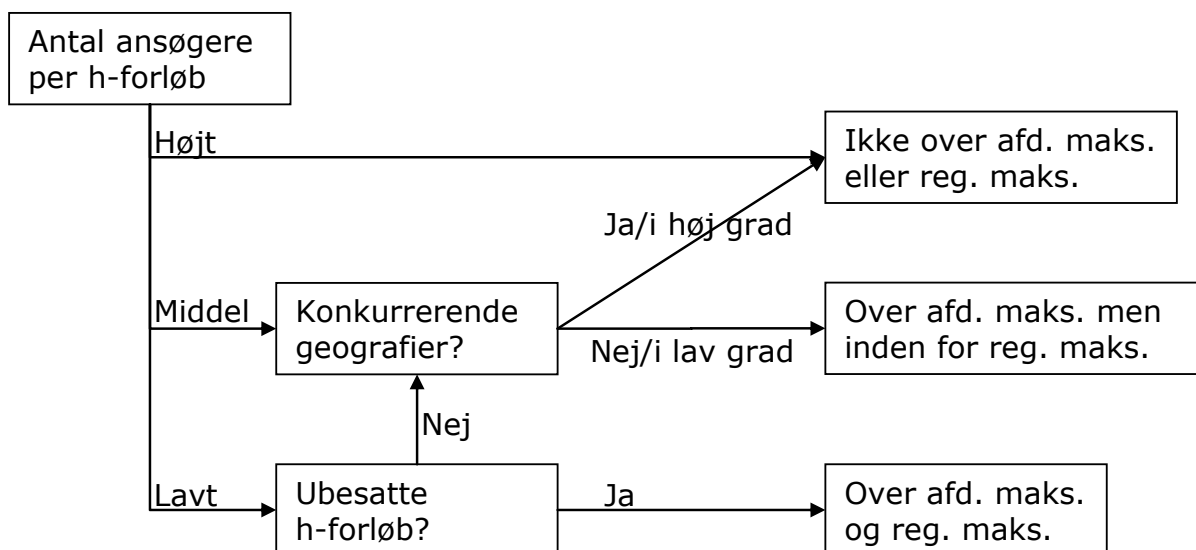 Antal ansøgere
per h-forløb
Højt
Ikke over afd. maks.
eller reg. maks.
Ja/i høj grad
Middel
Konkurrerende
geografier?
Nej/i lav grad
Over afd. maks. men
inden for reg. maks.
Nej
Lavt
Ubesatte
h-forløb?
Ja
Over afd. maks.
og reg. maks.